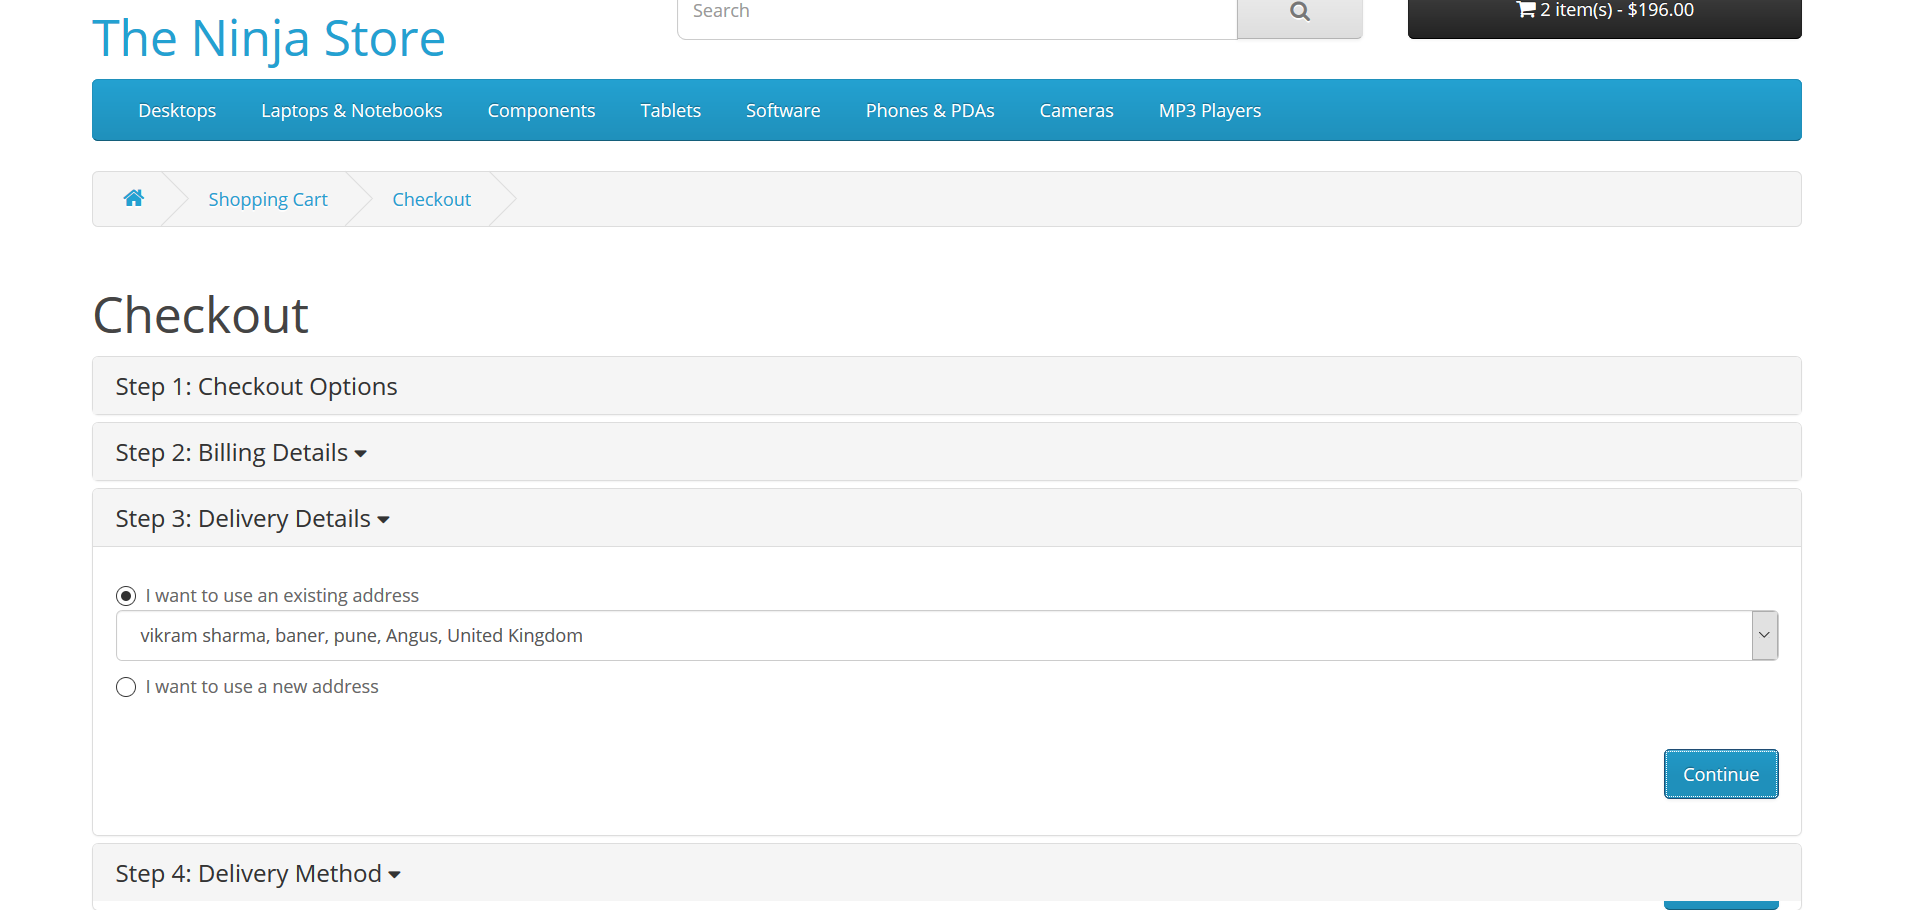 The Ninja Store
Search
2 item(s) - $196.00
Desktops Laptops & Notebooks Components Tablets Software Phones & PDAs Cameras MP3 Players
Shopping Cart Checkout
Checkout
Step 1: Checkout Options
Step 2: Billing Details
Step 3: Delivery Details
I want to use an existing address
vikram sharma, baner, pune, Angus, United Kingdom
I want to use a new address
Continue
Step 4: Delivery Method